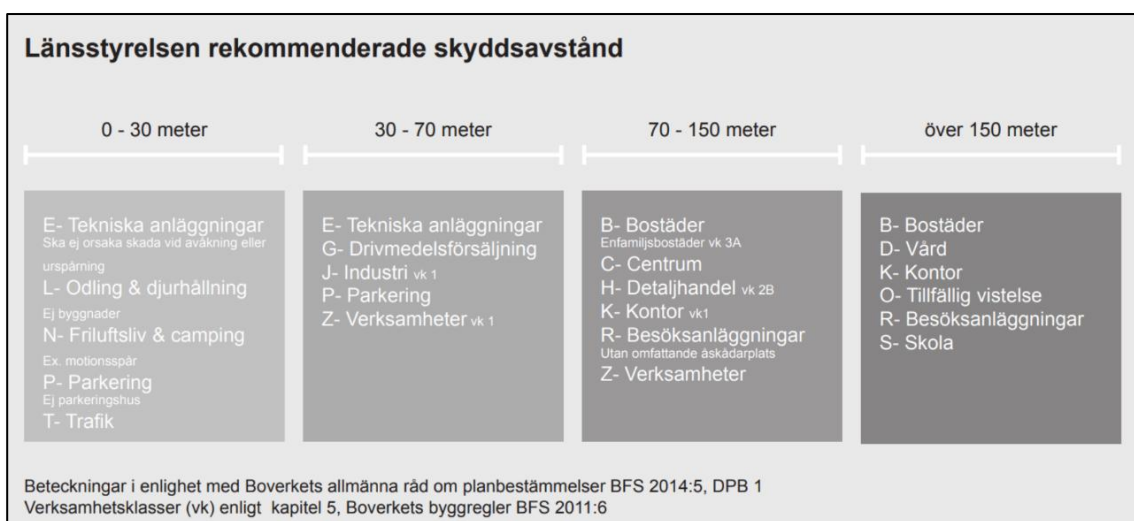 Länsstyrelsen rekommenderade skyddsavstånd
0 - 30 meter
30 - 70 meter
70 - 150 meter
över 150 meter
E- Tekniska anläggningar
Ska ej orsaka skada vid avåkning eller
urspårning
L- Odling & djurhållning
Ej byggnader
N- Friluftsliv & camping
Ex. motionsspår
P- Parkering
Ej parkeringshus
T- Trafik
E- Tekniska anläggningar
G- Drivmedelsförsäljning
J- Industri vk 1
P- Parkering
Z- Verksamheter vk 1
B- Bostäder
Enfamiljsbostäder vk 3A
C- Centrum
H- Detaljhandel vk 2B
K- Kontor vk1
R- Besöksanläggningar
Utan omfattande åskådarplats
Z- Verksamheter
B- Bostäder
D- Vård
K- Kontor
O- Tillfällig vistelse
R- Besöksanläggningar
S- Skola
Beteckningar i enlighet med Boverkets allmänna råd om planbestämmelser BFS 2014:5, DPB 1
Verksamhetsklasser (vk) enligt kapitel 5, Boverkets byggregler BFS 2011:6